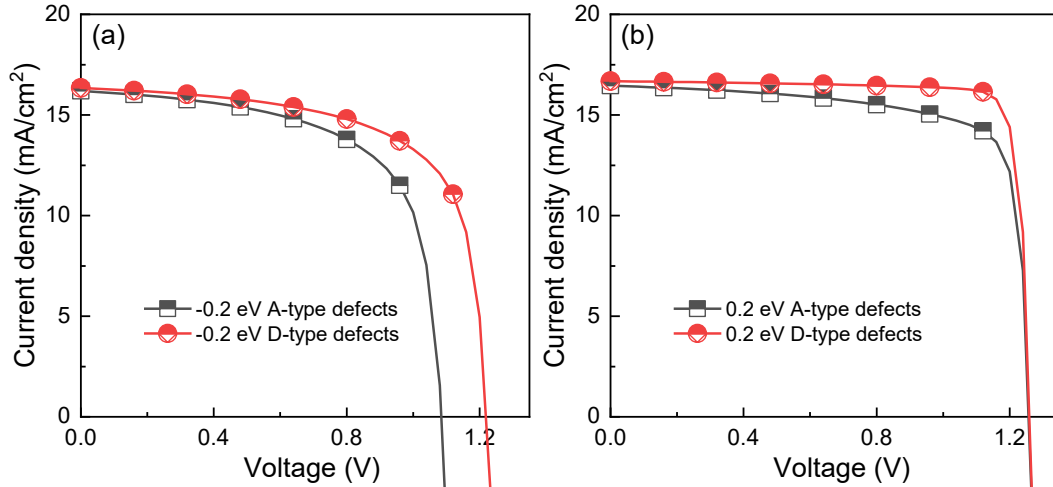 (a)
20
15
10
5
0
Current density (mA/cm²)
-0.2 eV A-type defects
-0.2 eV D-type defects
0.0 0.4 0.8 1.2
Voltage (V)
(b)
20
15
10
5
0
Current density (mA/cm²)
0.2 eV A-type defects
0.2 eV D-type defects
0.0 0.4 0.8 1.2
Voltage (V)